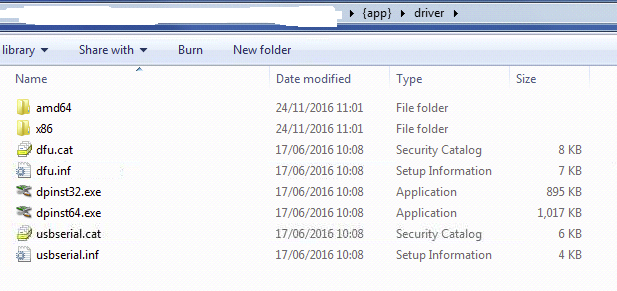 {app} driver
library Share with Burn New folder
Name Date modified Type Size
amd64 24/11/2016 11:01 File folder
x86 24/11/2016 11:01 File folder
dfu.cat 17/06/2016 10:08 Security Catalog 8 KB
dfu.inf 17/06/2016 10:08 Setup Information 7 KB
dpinst32.exe 17/06/2016 10:08 Application 895 KB
dpinst64.exe 17/06/2016 10:08 Application 1,017 KB
usbserial.cat 17/06/2016 10:08 Security Catalog 6 KB
usbserial.inf 17/06/2016 10:08 Setup Information 4 KB